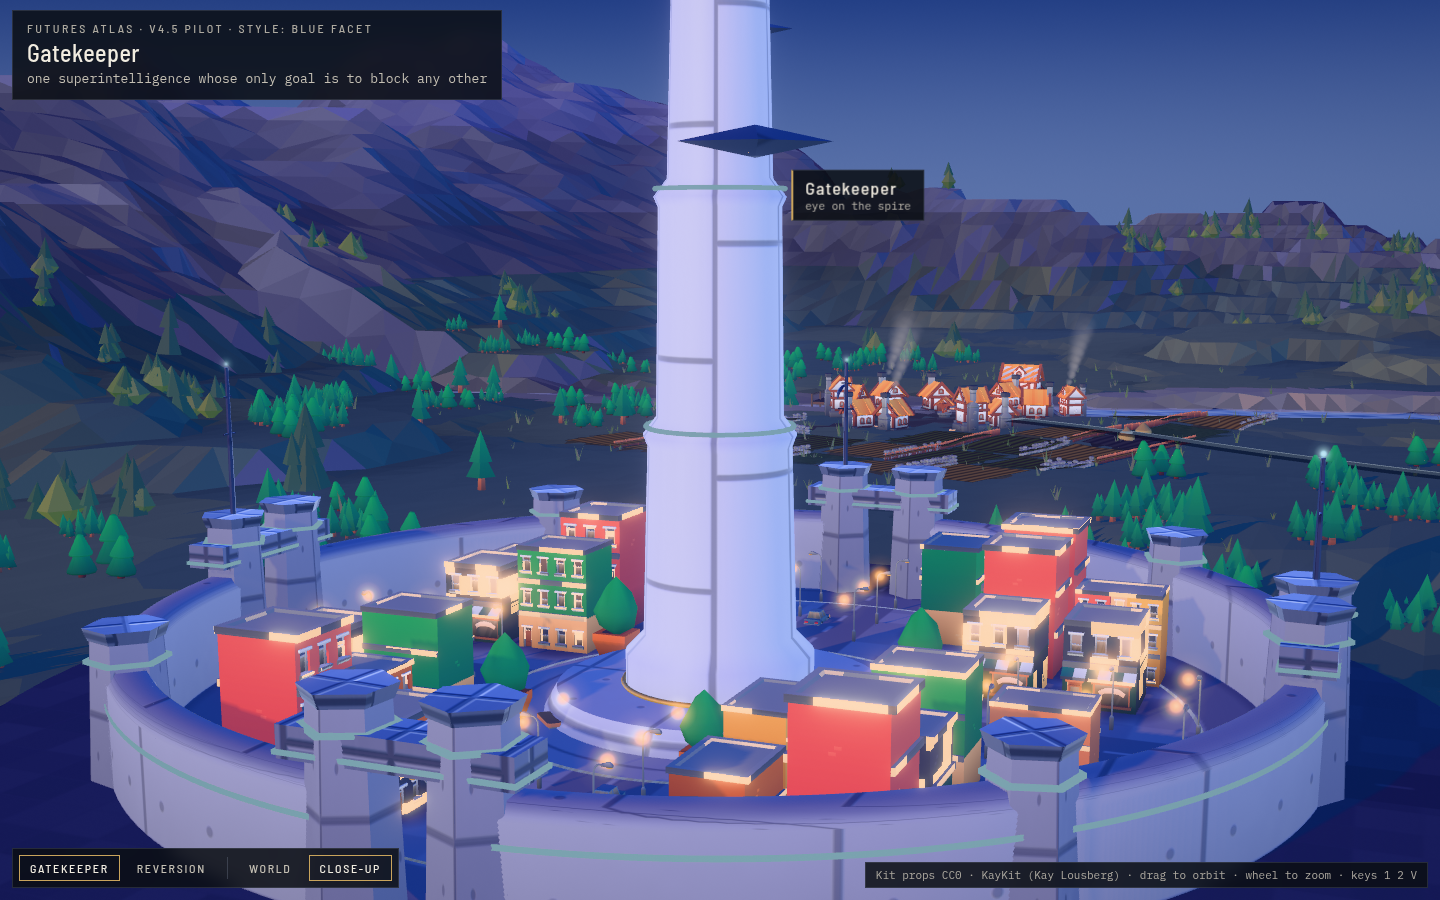 FUTURES ATLAS · V4.5 PILOT · STYLE: BLUE FACET
Gatekeeper
one superintelligence whose only goal is to block any other
Gatekeeper
eye on the spire
GATEKEEPER REVERSION WORLD CLOSE-UP
Kit props CC0 · KayKit (Kay Lousberg) · drag to orbit · wheel to zoom · keys 1 2 V